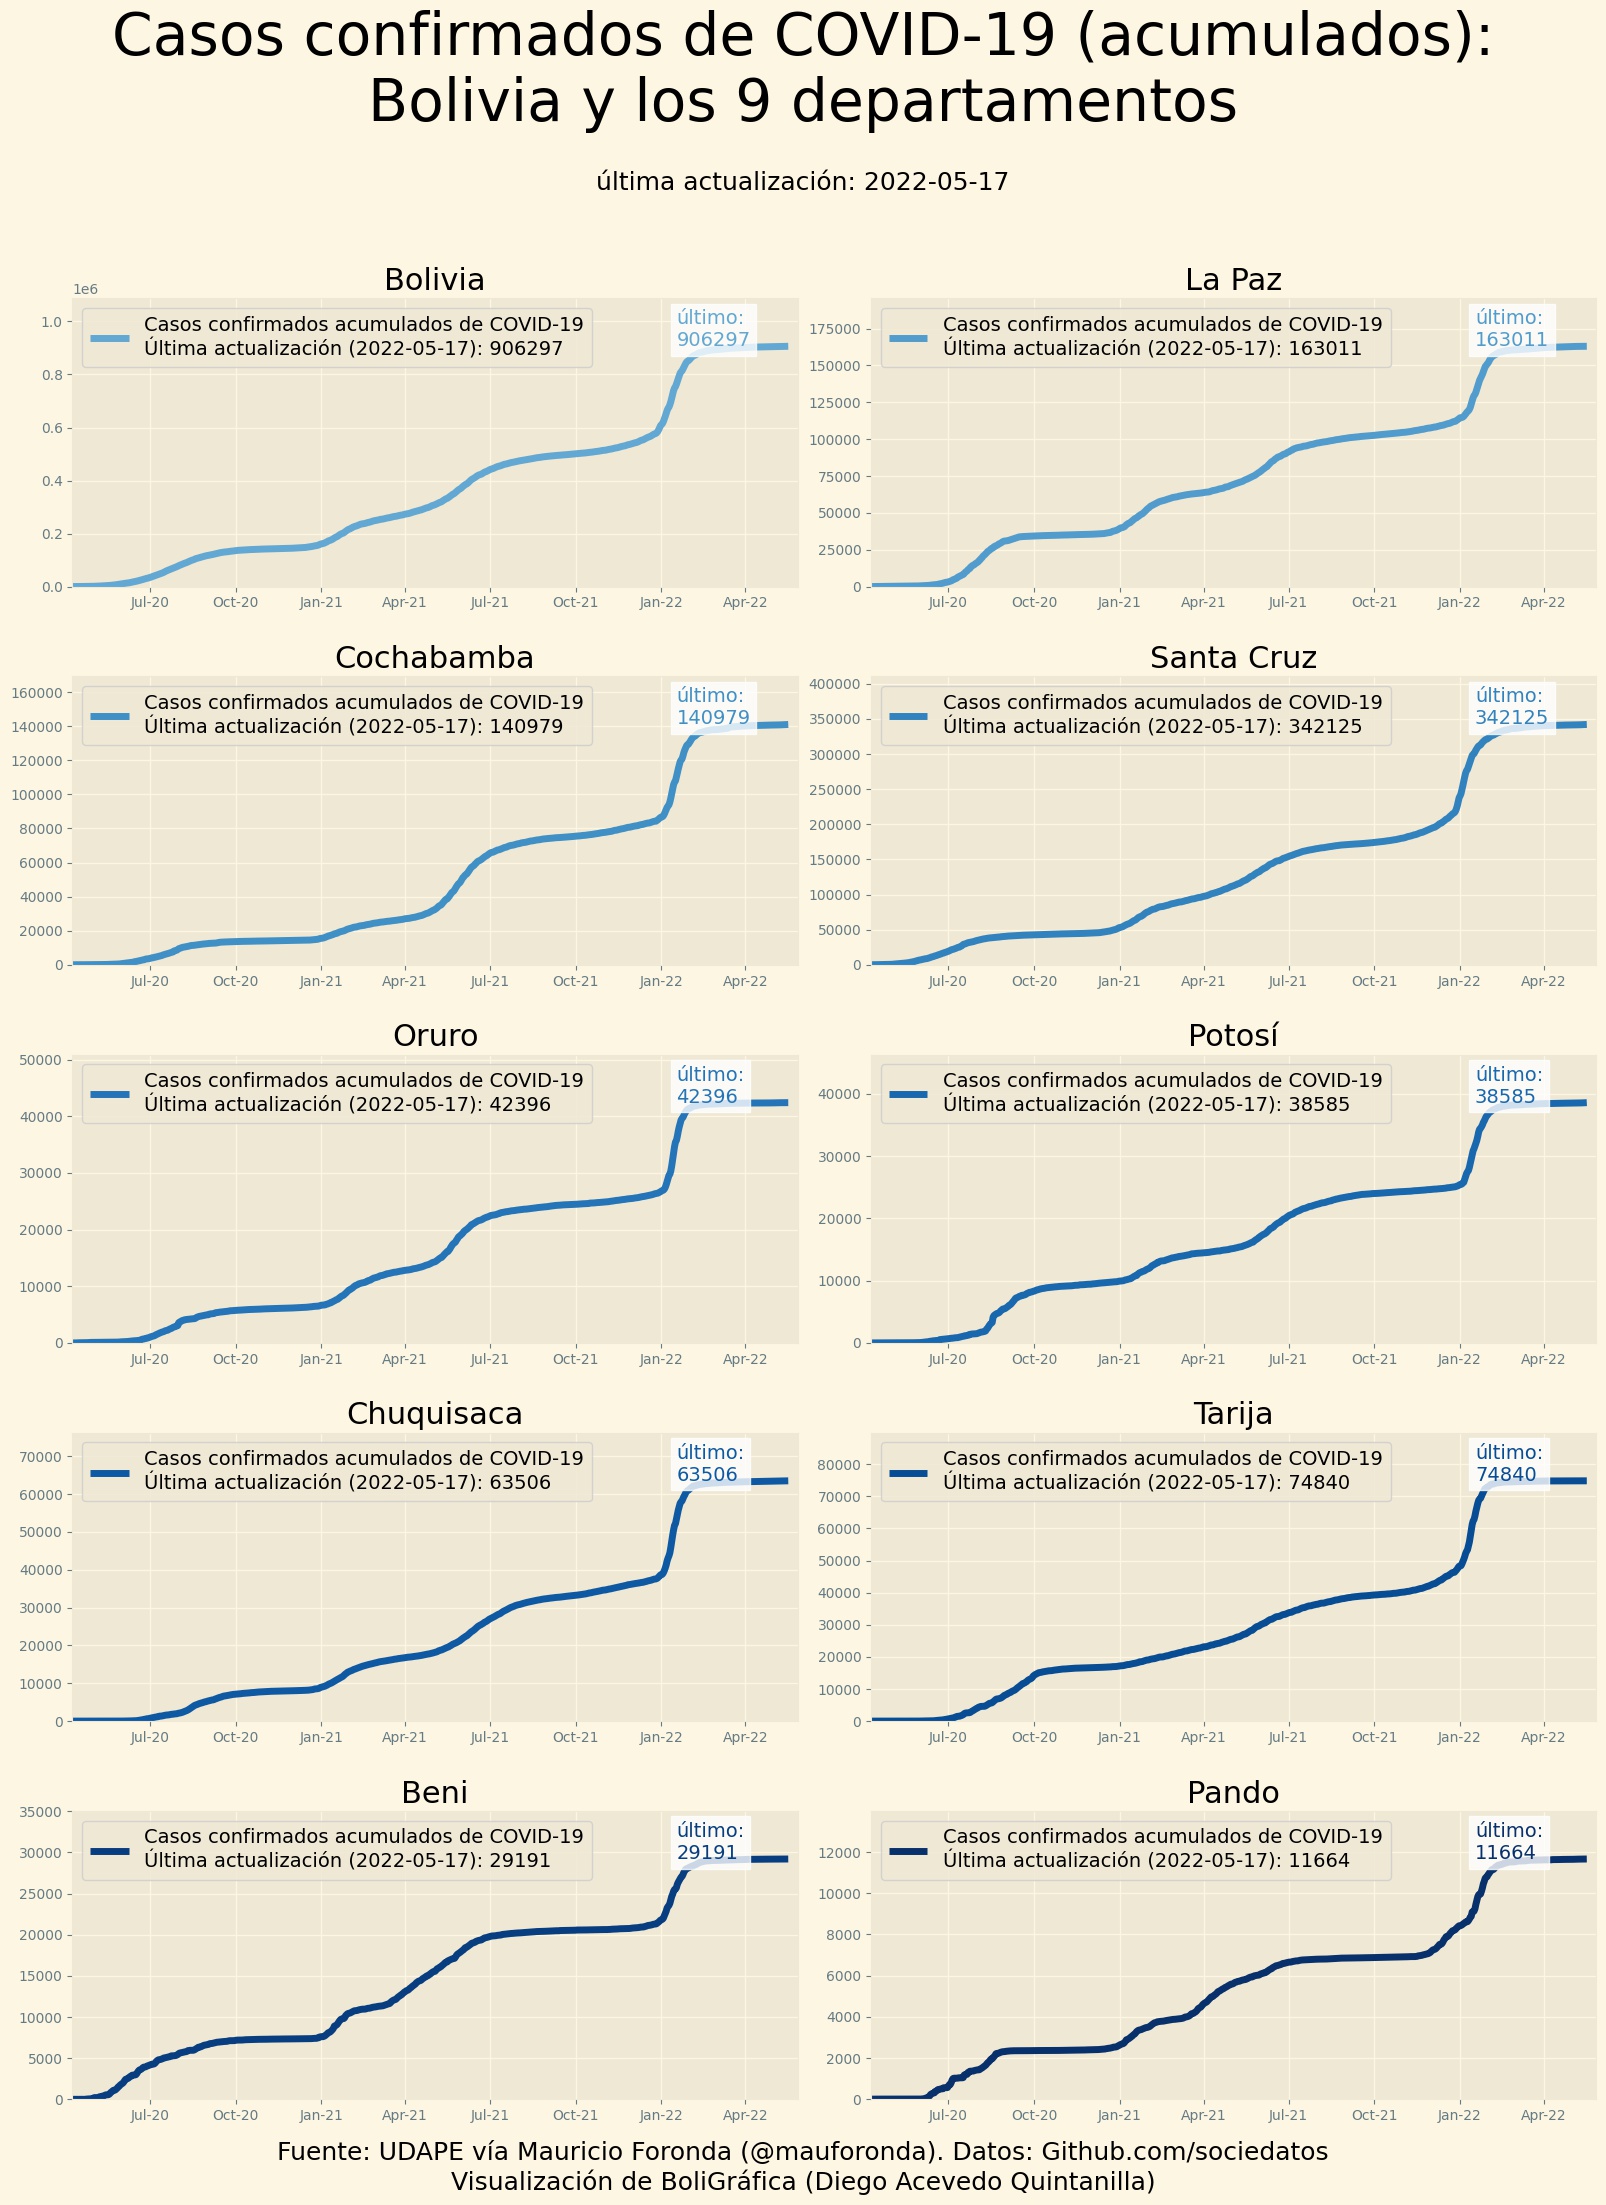 Casos confirmados de COVID-19 (acumulados):
Bolivia y los 9 departamentos
última actualización: 2022-05-17
Bolivia
1e6
1.0
0.8
0.6
0.4
0.2
0.0
Casos confirmados acumulados de COVID-19
Última actualización (2022-05-17): 906297
último:
906297
Jul-20 Oct-20 Jan-21 Apr-21 Jul-21 Oct-21 Jan-22 Apr-22
La Paz
175000
150000
125000
100000
75000
50000
25000
0
Casos confirmados acumulados de COVID-19
Última actualización (2022-05-17): 163011
último:
163011
Jul-20 Oct-20 Jan-21 Apr-21 Jul-21 Oct-21 Jan-22 Apr-22
Cochabamba
160000
140000
120000
100000
80000
60000
40000
20000
0
Casos confirmados acumulados de COVID-19
Última actualización (2022-05-17): 140979
último:
140979
Jul-20 Oct-20 Jan-21 Apr-21 Jul-21 Oct-21 Jan-22 Apr-22
Santa Cruz
400000
350000
300000
250000
200000
150000
100000
50000
0
Casos confirmados acumulados de COVID-19
Última actualización (2022-05-17): 342125
último:
342125
Jul-20 Oct-20 Jan-21 Apr-21 Jul-21 Oct-21 Jan-22 Apr-22
Oruro
50000
40000
30000
20000
10000
0
Casos confirmados acumulados de COVID-19
Última actualización (2022-05-17): 42396
último:
42396
Jul-20 Oct-20 Jan-21 Apr-21 Jul-21 Oct-21 Jan-22 Apr-22
Potosí
40000
30000
20000
10000
0
Casos confirmados acumulados de COVID-19
Última actualización (2022-05-17): 38585
último:
38585
Jul-20 Oct-20 Jan-21 Apr-21 Jul-21 Oct-21 Jan-22 Apr-22
Chuquisaca
70000
60000
50000
40000
30000
20000
10000
0
Casos confirmados acumulados de COVID-19
Última actualización (2022-05-17): 63506
último:
63506
Jul-20 Oct-20 Jan-21 Apr-21 Jul-21 Oct-21 Jan-22 Apr-22
Tarija
80000
70000
60000
50000
40000
30000
20000
10000
0
Casos confirmados acumulados de COVID-19
Última actualización (2022-05-17): 74840
último:
74840
Jul-20 Oct-20 Jan-21 Apr-21 Jul-21 Oct-21 Jan-22 Apr-22
Beni
35000
30000
25000
20000
15000
10000
5000
0
Casos confirmados acumulados de COVID-19
Última actualización (2022-05-17): 29191
último:
29191
Jul-20 Oct-20 Jan-21 Apr-21 Jul-21 Oct-21 Jan-22 Apr-22
Pando
12000
10000
8000
6000
4000
2000
0
Casos confirmados acumulados de COVID-19
Última actualización (2022-05-17): 11664
último:
11664
Jul-20 Oct-20 Jan-21 Apr-21 Jul-21 Oct-21 Jan-22 Apr-22
Fuente: UDAPE vía Mauricio Foronda (@mauforonda). Datos: Github.com/sociedatos
Visualización de BoliGráfica (Diego Acevedo Quintanilla)